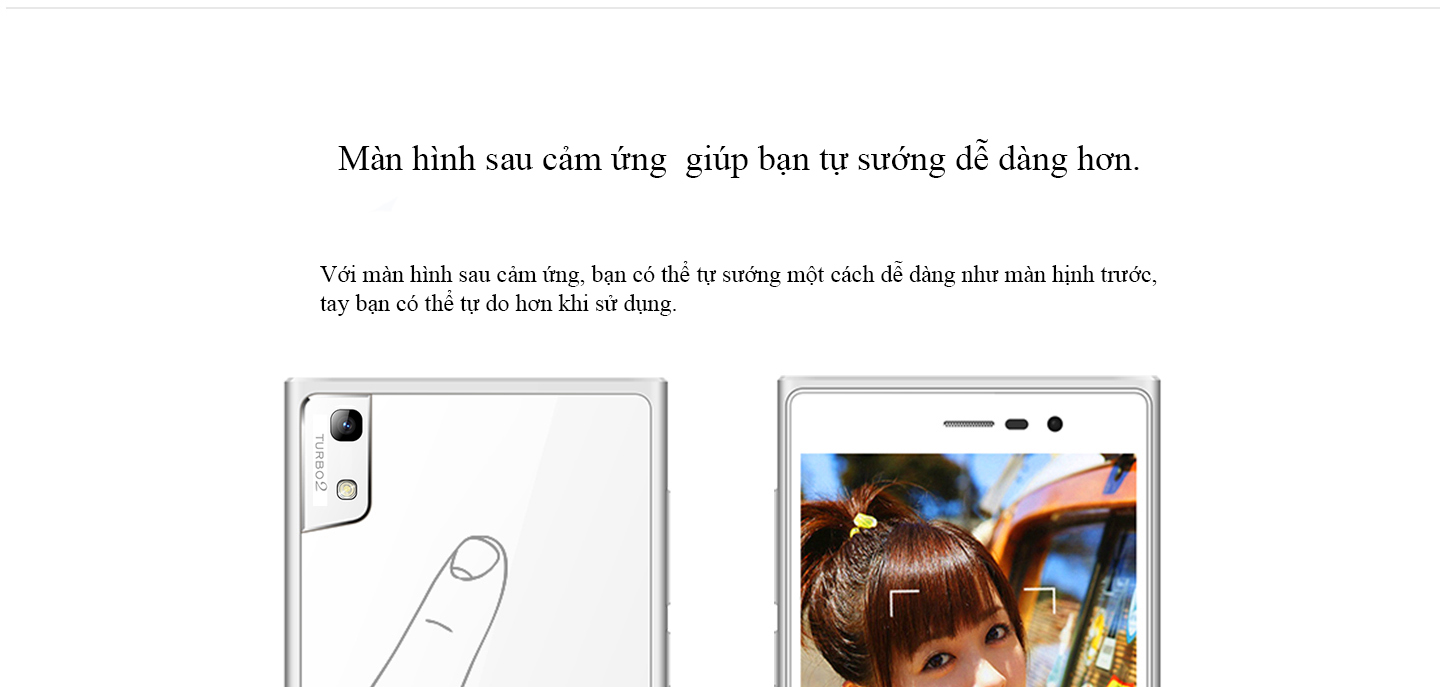 Màn hình sau cảm ứng  giúp bạn tự sướng dễ dàng hơn.
Với màn hình sau cảm ứng, bạn có thể tự sướng một cách dễ dàng như màn hịnh trước,
tay bạn có thể tự do hơn khi sử dụng.
TURBO2